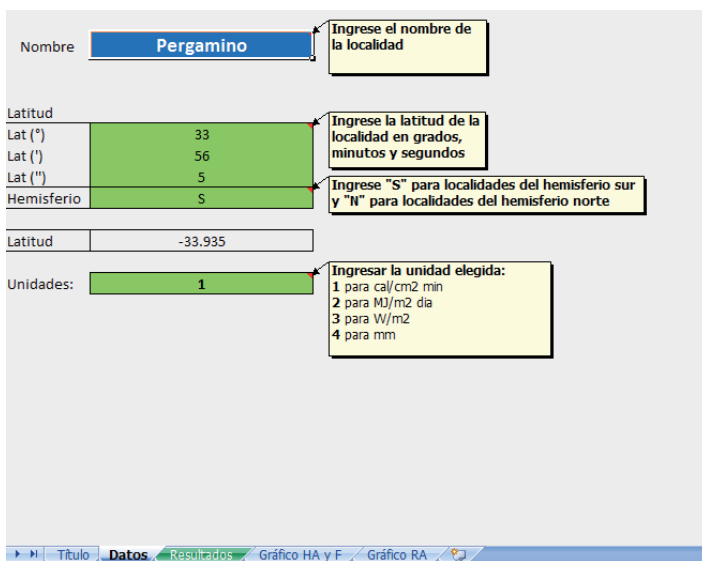 Nombre
Pergamino
Ingrese el nombre de
la localidad
Latitud
Lat (°) 33
Lat (') 56
Lat (") 5
Hemisferio S
Ingrese la latitud de la
localidad en grados,
minutos y segundos
Ingrese "S" para localidades del hemisferio sur
y "N" para localidades del hemisferio norte
Latitud -33.935
Unidades: 1
Ingresar la unidad elegida:
1 para cal/cm2 min
2 para MJ/m2 dia
3 para W/m2
4 para mm
Título Datos Resultados Gráfico HA y F Gráfico RA